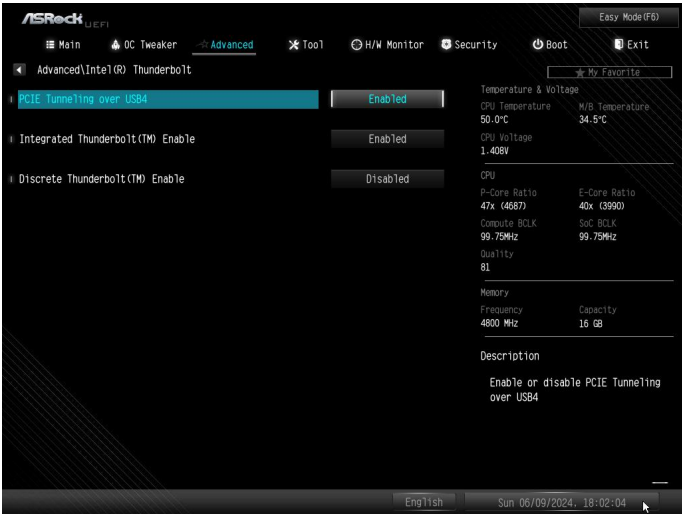 ASRock UEFI
Easy Mode(F6)
Main OC Tweaker Advanced Tool H/W Monitor Security Boot Exit
Advanced\Intel(R) Thunderbolt
My Favorite
PCIE Tunneling over USB4 Enabled
Integrated Thunderbolt(TM) Enable Enabled
Discrete Thunderbolt(TM) Enable Disabled
Temperature & Voltage
CPU Temperature M/B Temperature
50.0°C 34.5°C
CPU Voltage
1.408V
CPU
P-Core Ratio E-Core Ratio
47x (4687) 40x (3990)
Compute BCLK SoC BCLK
99.75MHz 99.75MHz
Quality
81
Memory
Frequency Capacity
4800 MHz 16 GB
Description
Enable or disable PCIE Tunneling
over USB4
English Sun 06/09/2024, 18:02:04